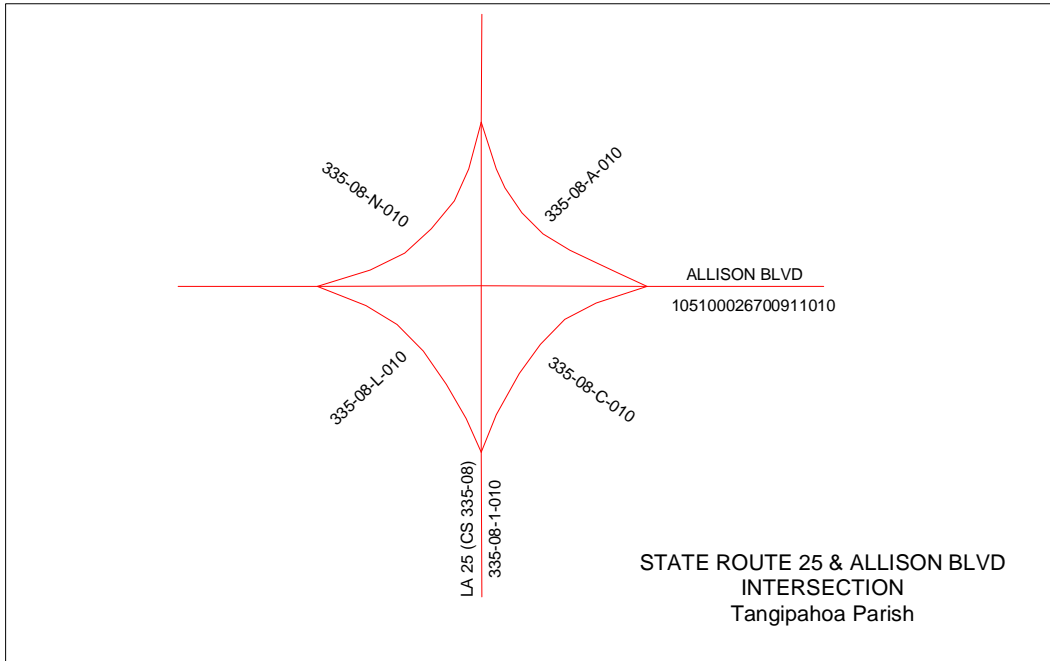 335-08-N-010
335-08-A-010
ALLISON BLVD
105100026700911010
335-08-L-010
335-08-C-010
LA 25 (CS 335-08)
335-08-1-010
STATE ROUTE 25 & ALLISON BLVD
INTERSECTION
Tangipahoa Parish